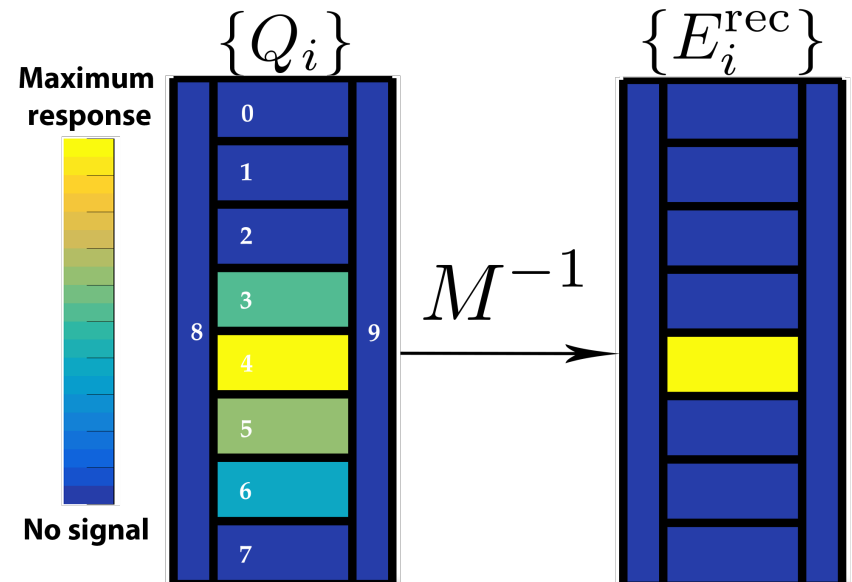 {Q_i}
{E_i^rec}
Maximum
response
0
1
2
3
8
9
4
5
6
7
M^−1
No signal